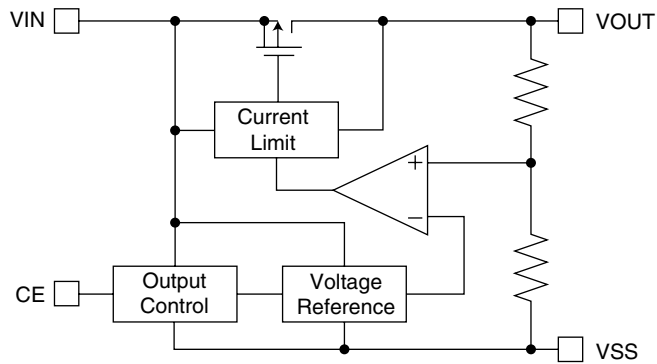 VIN
VOUT
Current
Limit
+
−
CE
Output
Control
Voltage
Reference
VSS